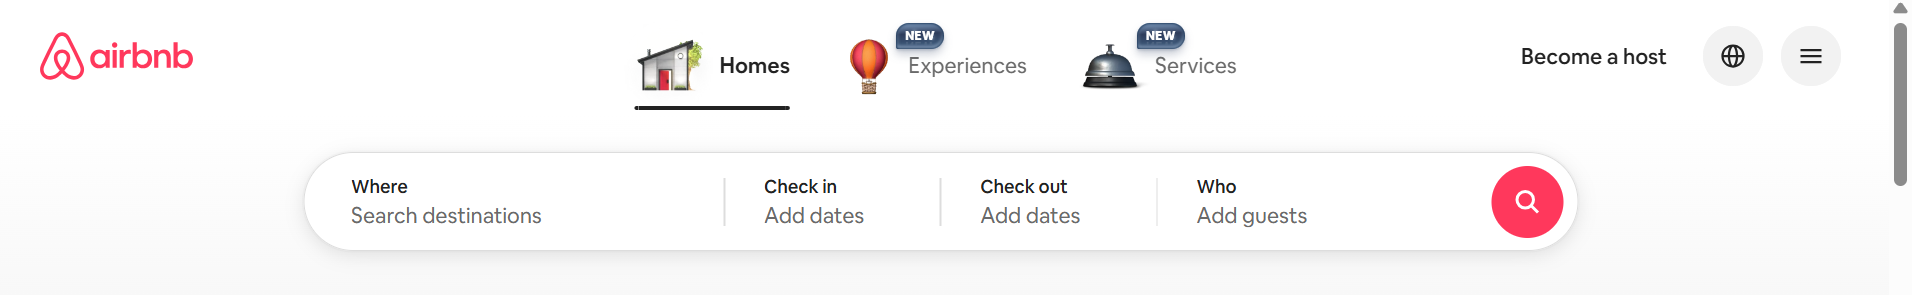 airbnb
Homes
NEW
Experiences
NEW
Services
Become a host
Where
Search destinations
Check in
Add dates
Check out
Add dates
Who
Add guests